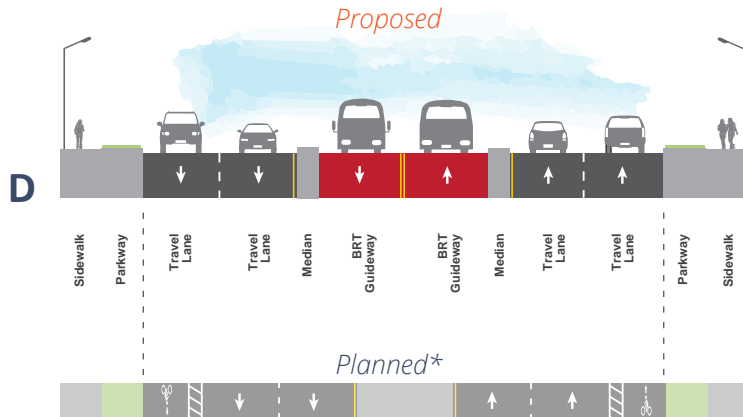 Proposed
D
Sidewalk
Parkway
Travel
Lane
Travel
Lane
Median
BRT
Guideway
BRT
Guideway
Median
Travel
Lane
Travel
Lane
Parkway
Sidewalk
Planned*